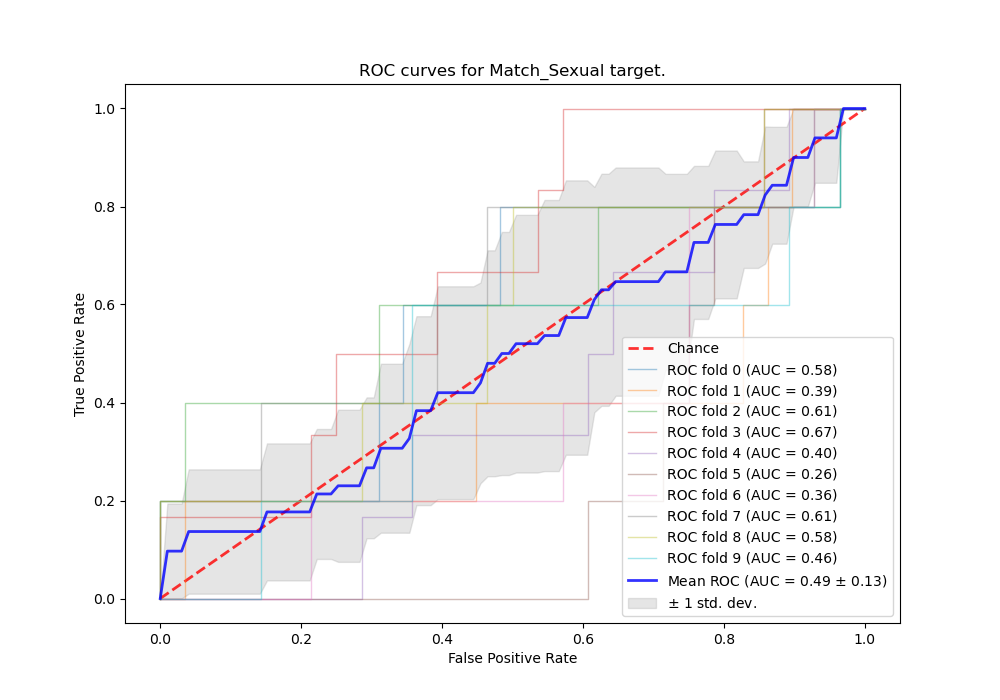 ROC curves for Match_Sexual target.
True Positive Rate
1.0
0.8
0.6
0.4
0.2
0.0
Chance
ROC fold 0 (AUC = 0.58)
ROC fold 1 (AUC = 0.39)
ROC fold 2 (AUC = 0.61)
ROC fold 3 (AUC = 0.67)
ROC fold 4 (AUC = 0.40)
ROC fold 5 (AUC = 0.26)
ROC fold 6 (AUC = 0.36)
ROC fold 7 (AUC = 0.61)
ROC fold 8 (AUC = 0.58)
ROC fold 9 (AUC = 0.46)
Mean ROC (AUC = 0.49 ± 0.13)
± 1 std. dev.
0.0 0.2 0.4 0.6 0.8 1.0
False Positive Rate